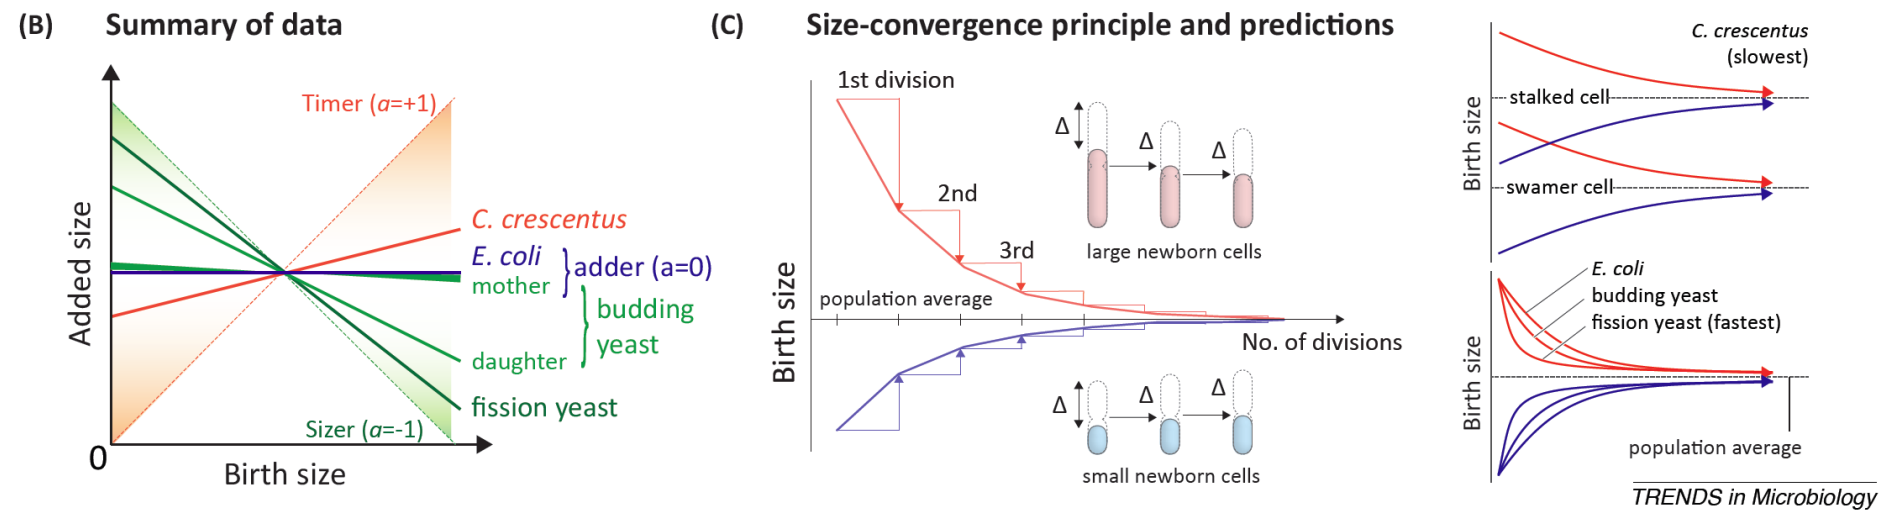 (B) Summary of data
Added size
Timer (a=+1)
C. crescentus
E. coli
adder (a=0)
mother
budding
yeast
daughter
fission yeast
Sizer (a=-1)
0
Birth size
(C) Size-convergence principle and predictions
1st division
2nd
3rd
Δ
Δ
Δ
large newborn cells
population average
Birth size
No. of divisions
Δ
Δ
Δ
small newborn cells
C. crescentus
(slowest)
stalked cell
Birth size
swamer cell
E. coli
budding yeast
fission yeast (fastest)
Birth size
population average
TRENDS in Microbiology